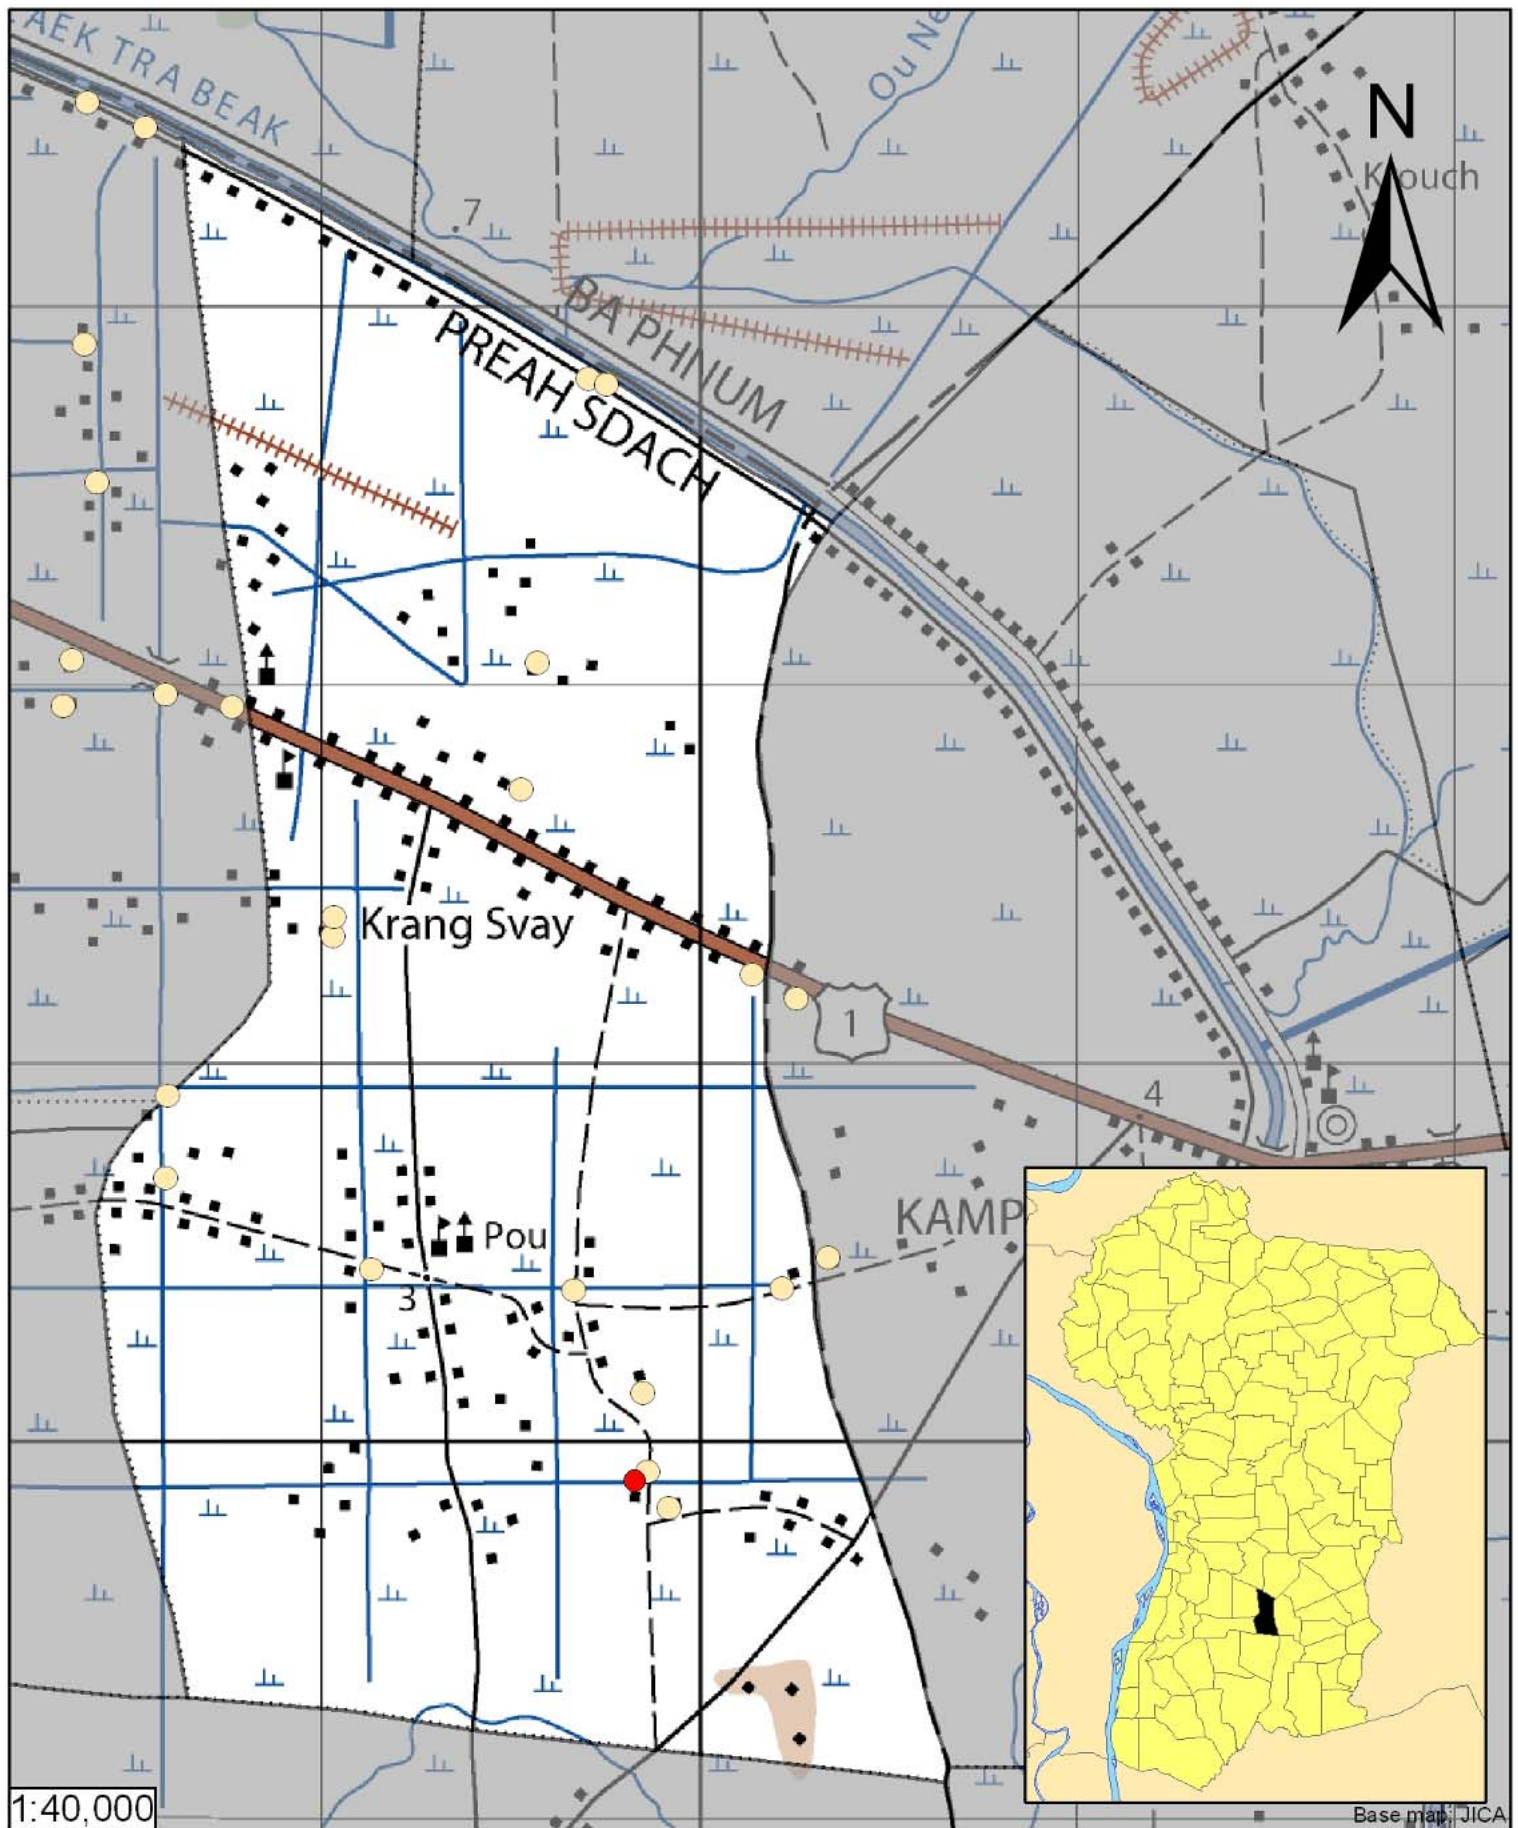 AEK TRA BEAK
Ou Ne
N
Krouch
7
BA PHNUM
PREAH SDACH
Krang Svay
1
4
KAMP
Pou
3
1:40,000
Base map; JICA